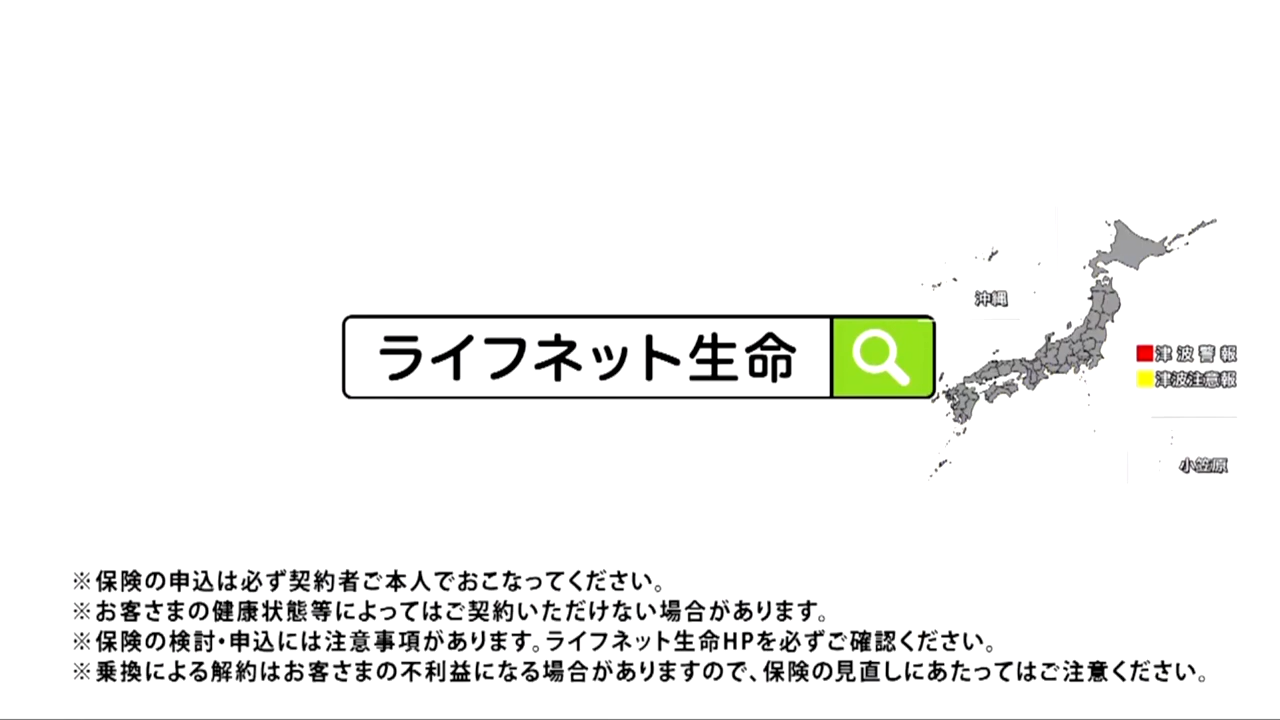 沖縄
ライフネット生命
津波警報
津波注意報
小笠原
※保険の申込は必ず契約者ご本人でおこなってください。
※お客さまの健康状態等によってはご契約いただけない場合があります。
※保険の検討・申込には注意事項があります。ライフネット生命HPを必ずご確認ください。
※乗換による解約はお客さまの不利益になる場合がありますので、保険の見直しにあたってはご注意ください。